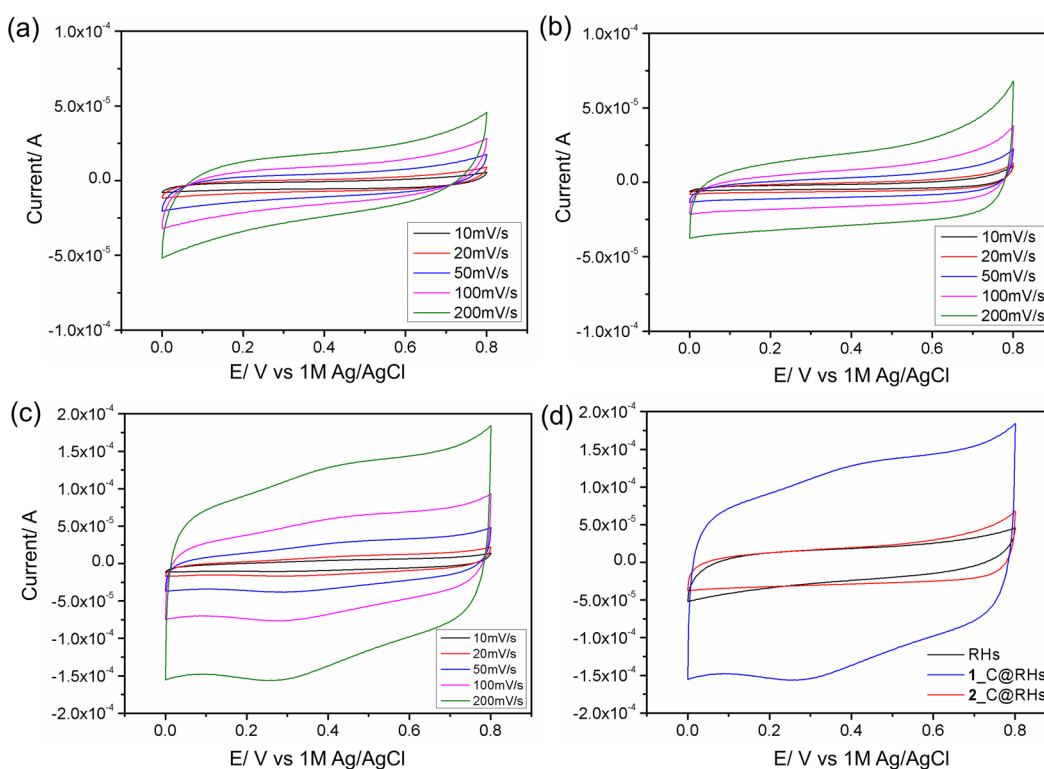 (a)
1.0x10-4
5.0x10-5
0.0
-5.0x10-5
-1.0x10-4
Current/ A
0.0 0.2 0.4 0.6 0.8
E/ V vs 1M Ag/AgCl
10mV/s
20mV/s
50mV/s
100mV/s
200mV/s
(b)
1.0x10-4
5.0x10-5
0.0
-5.0x10-5
-1.0x10-4
Current/ A
0.0 0.2 0.4 0.6 0.8
E/ V vs 1M Ag/AgCl
10mV/s
20mV/s
50mV/s
100mV/s
200mV/s
(c)
2.0x10-4
1.5x10-4
1.0x10-4
5.0x10-5
0.0
-5.0x10-5
-1.0x10-4
-1.5x10-4
-2.0x10-4
Current/ A
0.0 0.2 0.4 0.6 0.8
E/ V vs 1M Ag/AgCl
10mV/s
20mV/s
50mV/s
100mV/s
200mV/s
(d)
2.0x10-4
1.5x10-4
1.0x10-4
5.0x10-5
0.0
-5.0x10-5
-1.0x10-4
-1.5x10-4
-2.0x10-4
0.0 0.2 0.4 0.6 0.8
E/ V vs 1M Ag/AgCl
RHs
1_C@RHs
2_C@RHs